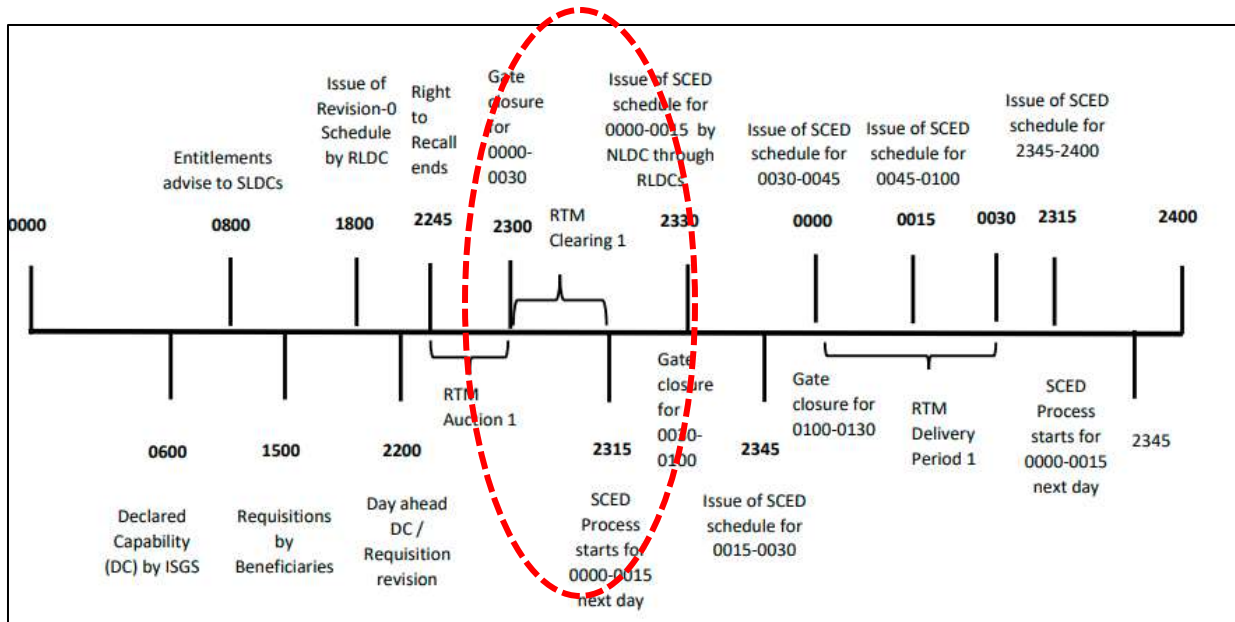 Issue of
Revision-0
Schedule
by RLDC
Right
to
Recall
ends
Gate
closure
for
0000-
0030
Issue of SCED
schedule for
0000-0015 by
NLDC through
RLDCs
Issue of SCED
schedule for
0030-0045
Issue of SCED
schedule for
0045-0100
Issue of SCED
schedule for
2345-2400
Entitlements
advise to SLDCs
RTM
Clearing 1
0000
0800
1800
2245
2300
2330
0000
0015
0030
2315
2400
RTM
Auction 1
Gate
closure
for
0030-
0100
Gate
closure for
0100-0130
RTM
Delivery
Period 1
SCED
Process
starts for
0000-0015
next day
0600
1500
2200
2315
2345
2345
Declared
Capability
(DC) by ISGS
Requisitions
by
Beneficiaries
Day ahead
DC /
Requisition
revision
SCED
Process
starts for
0000-0015
next day
Issue of SCED
schedule for
0015-0030